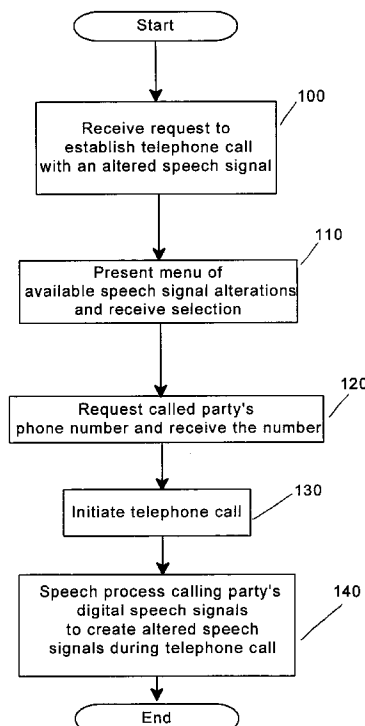 Start
100
Receive request to
establish telephone call
with an altered speech signal
110
Present menu of
available speech signal alterations
and receive selection
120
Request called party's
phone number and receive the number
130
Initiate telephone call
140
Speech process calling party's
digital speech signals
to create altered speech
signals during telephone call
End